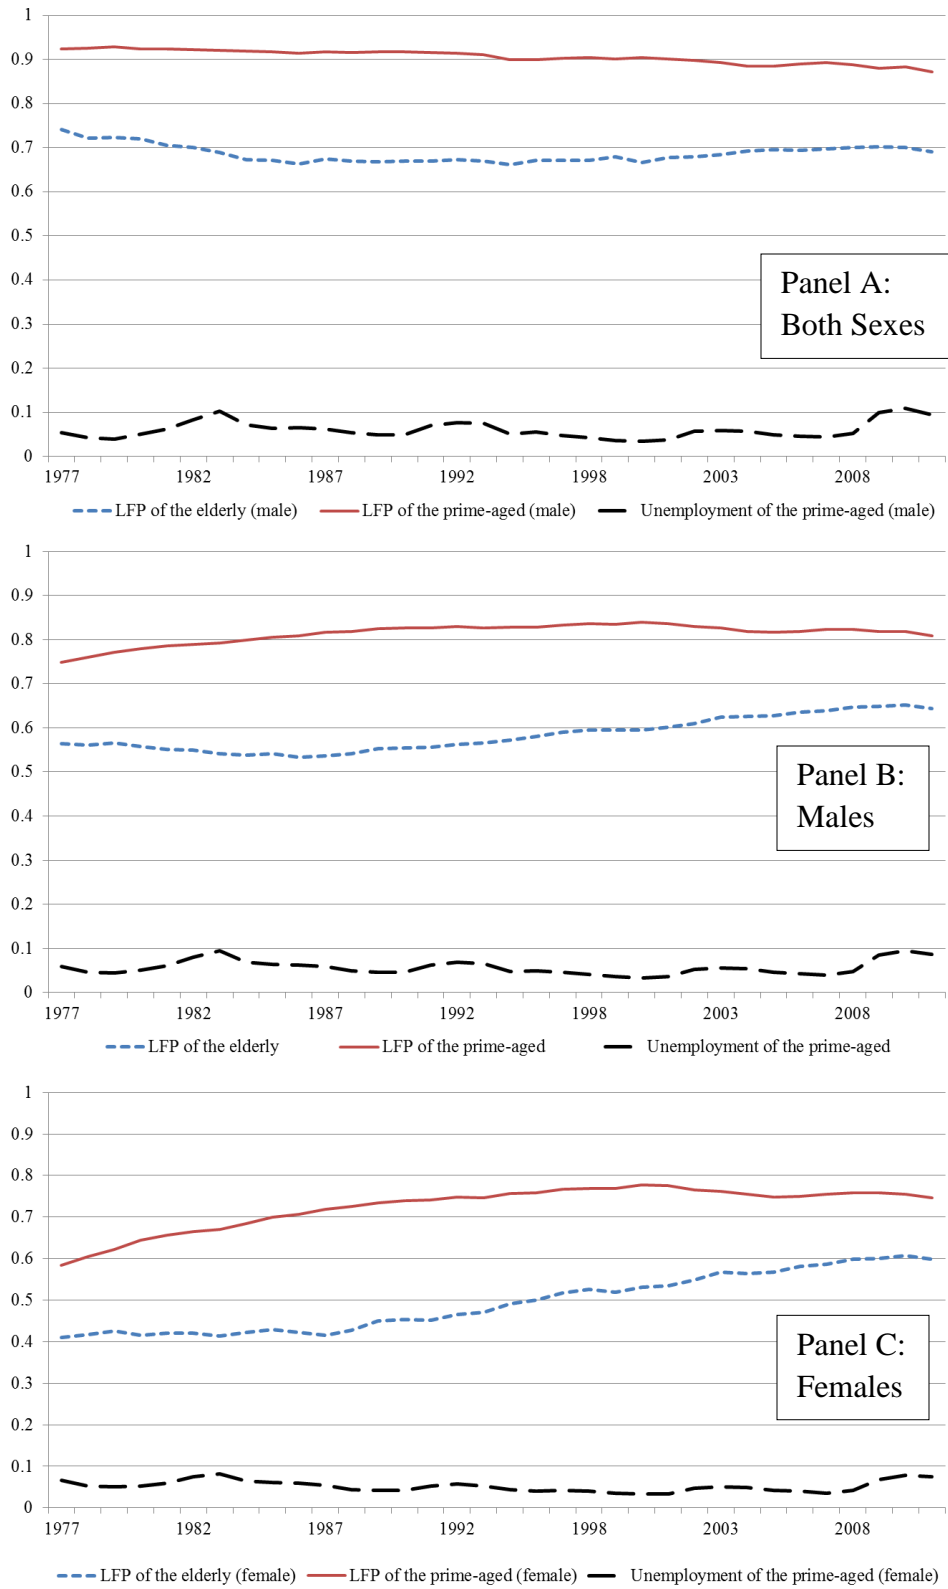 1
0.9
0.8
0.7
0.6
0.5
0.4
0.3
0.2
0.1
0
Panel A:
Both Sexes
1977 1982 1987 1992 1998 2003 2008
LFP of the elderly (male) LFP of the prime-aged (male) Unemployment of the prime-aged (male)
1
0.9
0.8
0.7
0.6
0.5
0.4
0.3
0.2
0.1
0
Panel B:
Males
1977 1982 1987 1992 1998 2003 2008
LFP of the elderly LFP of the prime-aged Unemployment of the prime-aged
1
0.9
0.8
0.7
0.6
0.5
0.4
0.3
0.2
0.1
0
Panel C:
Females
1977 1982 1987 1992 1998 2003 2008
LFP of the elderly (female) LFP of the prime-aged (female) Unemployment of the prime-aged (female)